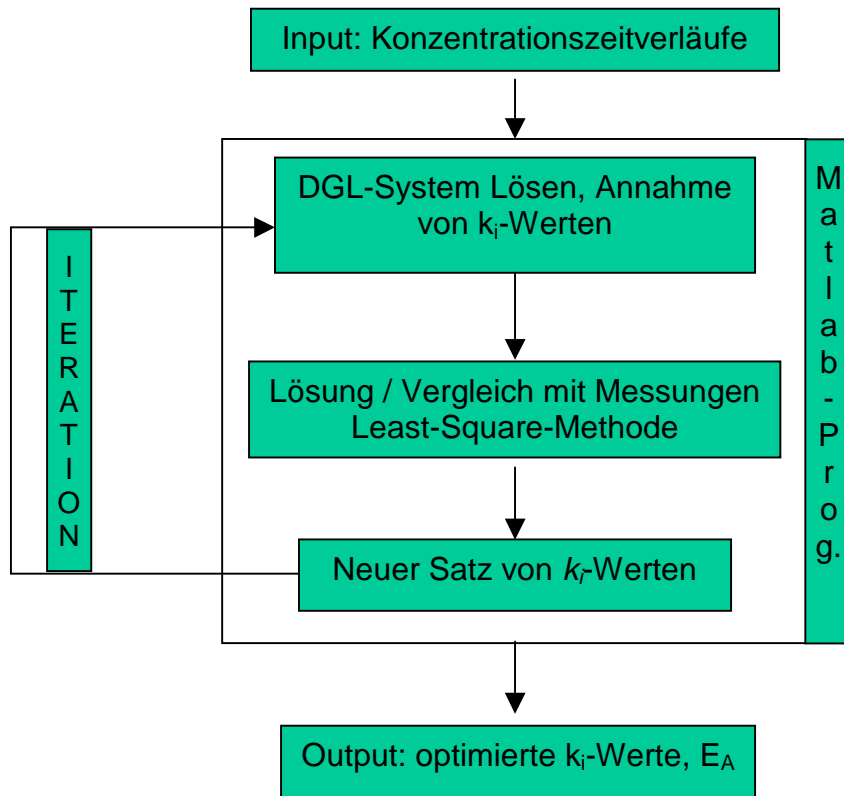 Input: Konzentrationszeitverläufe
DGL-System Lösen, Annahme
von kᵢ-Werten
Lösung / Vergleich mit Messungen
Least-Square-Methode
Neuer Satz von kᵢ-Werten
ITERATION
Matlab-Prog.
Output: optimierte kᵢ-Werte, E_A